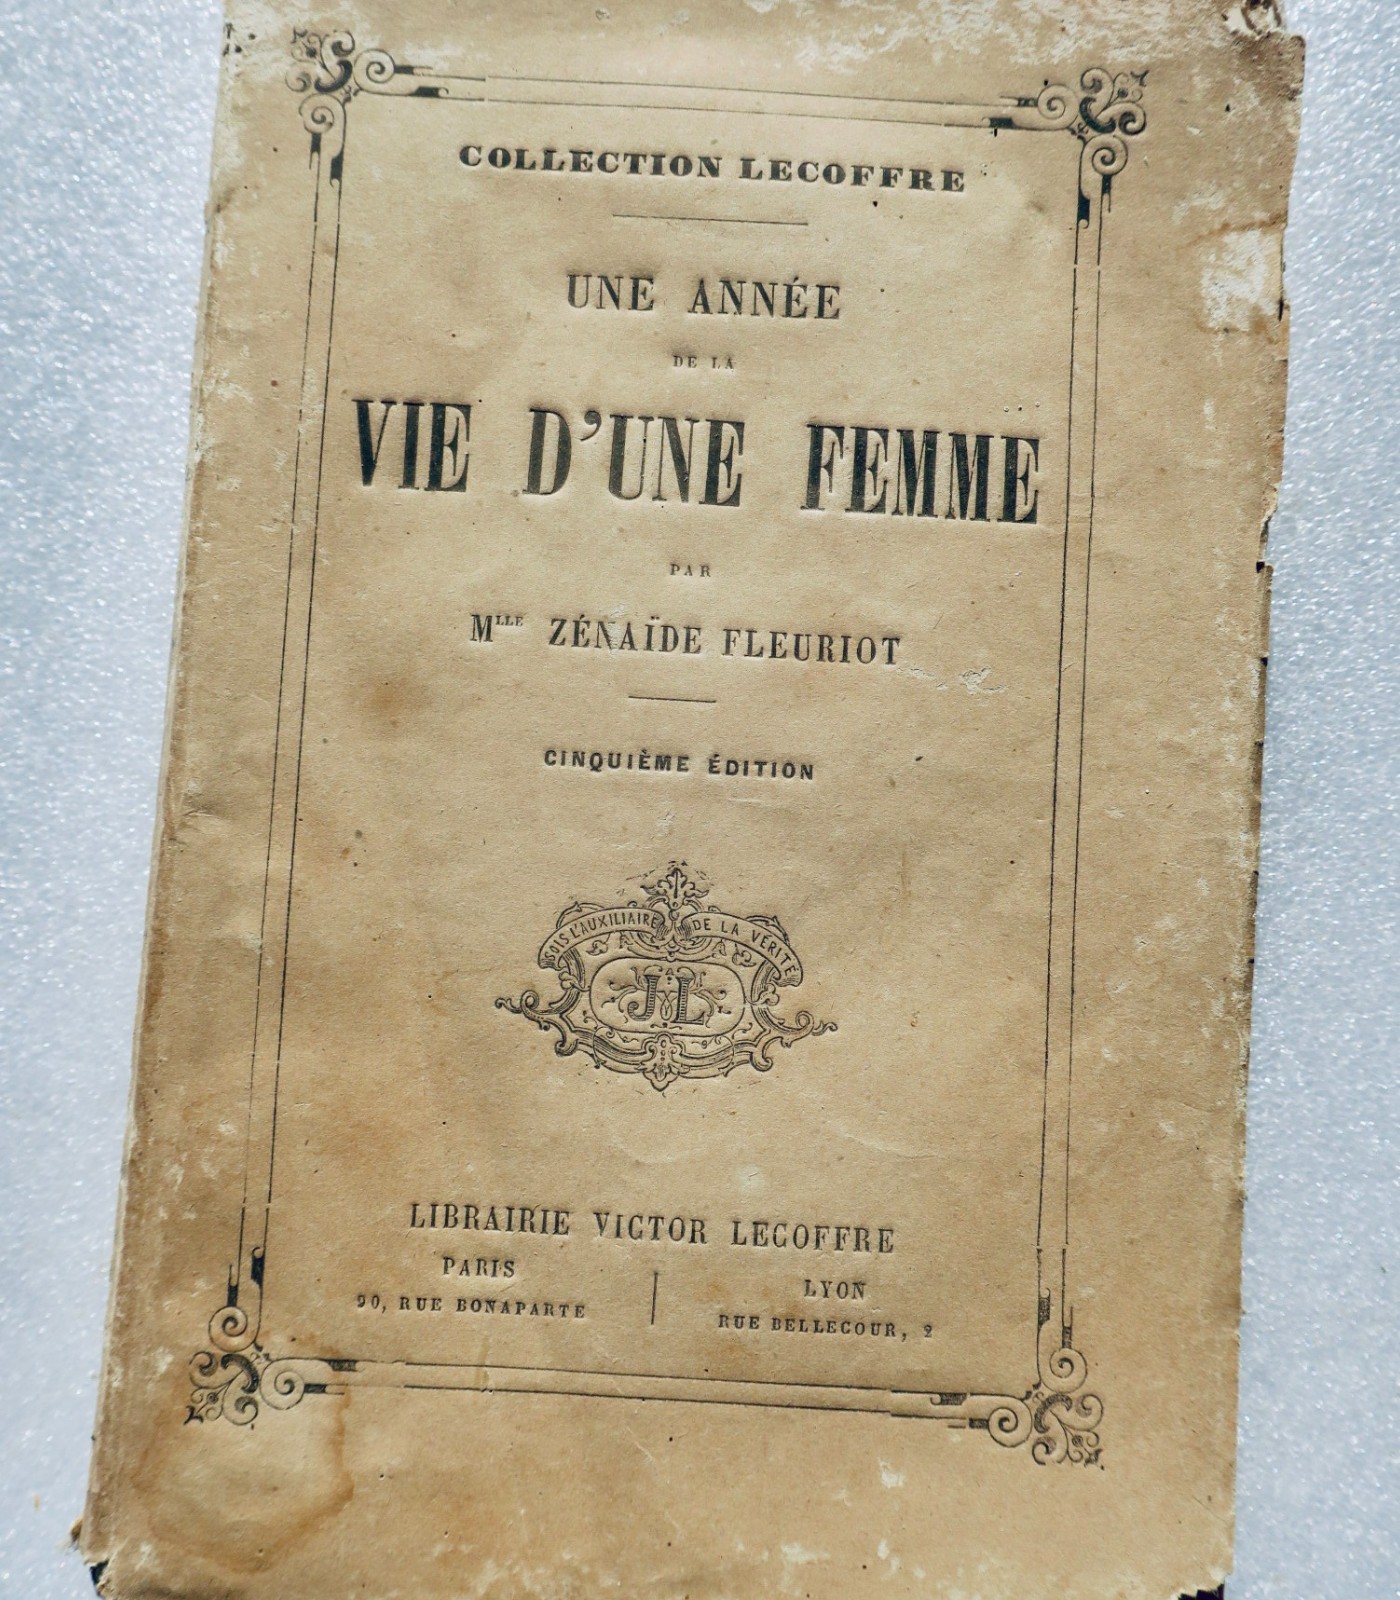 COLLECTION LECOFFRE
UNE ANNÉE
DE LA
VIE D'UNE FEMME
PAR
MLLE ZÉNAÏDE FLEURIOT
CINQUIÈME ÉDITION
SOIS L'AUXILIAIRE DE LA VÉRITÉ
JL
LIBRAIRIE VICTOR LECOFFRE
PARIS
90, RUE BONAPARTE
LYON
RUE BELLECOUR, 2